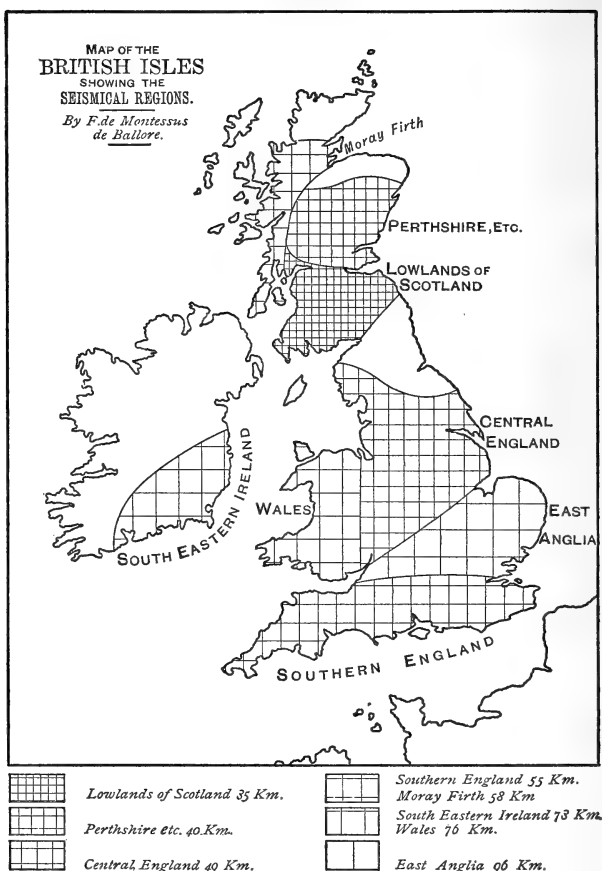 MAP OF THE
BRITISH ISLES
SHOWING THE
SEISMICAL REGIONS.
By F. de Montessus
de Ballore.
Moray Firth
PERTHSHIRE, ETC.
LOWLANDS OF
SCOTLAND
CENTRAL
ENGLAND
SOUTH EASTERN IRELAND
WALES
EAST
ANGLIA
SOUTHERN ENGLAND
Lowlands of Scotland 35 Km.
Perthshire etc. 40. Km.
Central England 49 Km.
Southern England 55 Km.
Moray Firth 58 Km
South Eastern Ireland 73 Km.
Wales 76 Km.
East Anglia 96 Km.